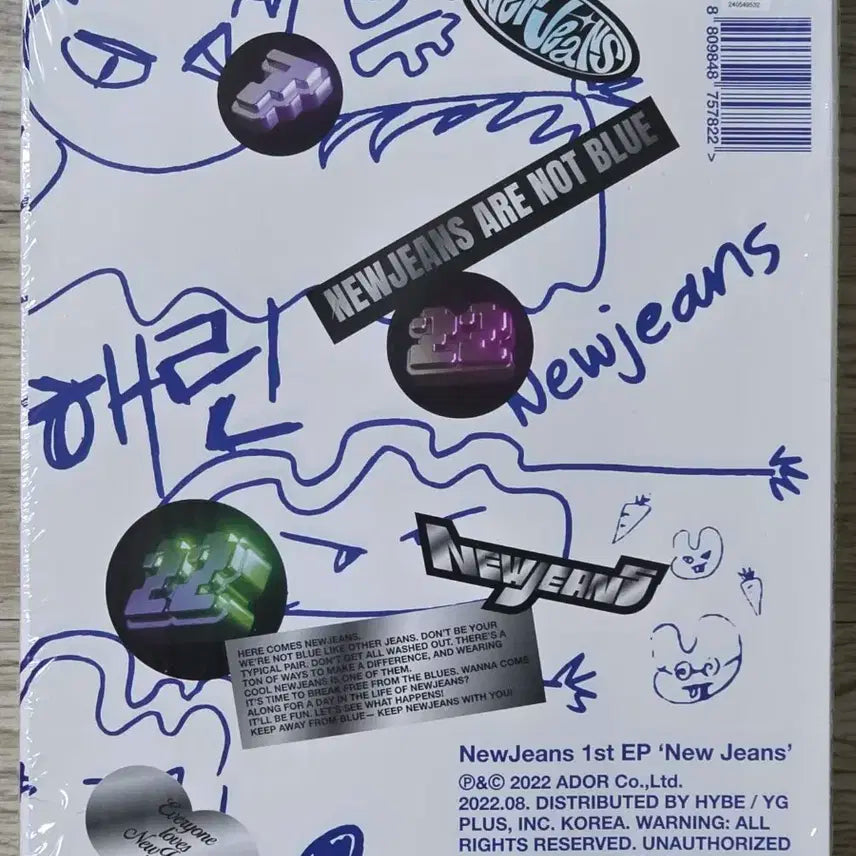 240549502
8 809848 757822 >
NEWJEANS ARE NOT BLUE
22
Newjeans
해린
22
NEWJEANS
HERE COMES NEWJEANS.
WE'RE NOT BLUE LIKE OTHER JEANS. DON'T BE YOUR
TYPICAL PAIR. DON'T GET ALL WASHED OUT. THERE'S A
TON OF WAYS TO MAKE A DIFFERENCE, AND WEARING
COOL NEWJEANS IS ONE OF THEM.
IT'S TIME TO BREAK FREE FROM THE BLUES. WANNA COME
ALONG FOR A DAY IN THE LIFE OF NEWJEANS?
IT'LL BE FUN. LET'S SEE WHAT HAPPENS!
KEEP AWAY FROM BLUE— KEEP NEWJEANS WITH YOU!
Everyone
loves
NewJeans 1st EP ‘New Jeans’
℗&© 2022 ADOR Co.,Ltd.
2022.08. DISTRIBUTED BY HYBE / YG
PLUS, INC. KOREA. WARNING: ALL
RIGHTS RESERVED. UNAUTHORIZED